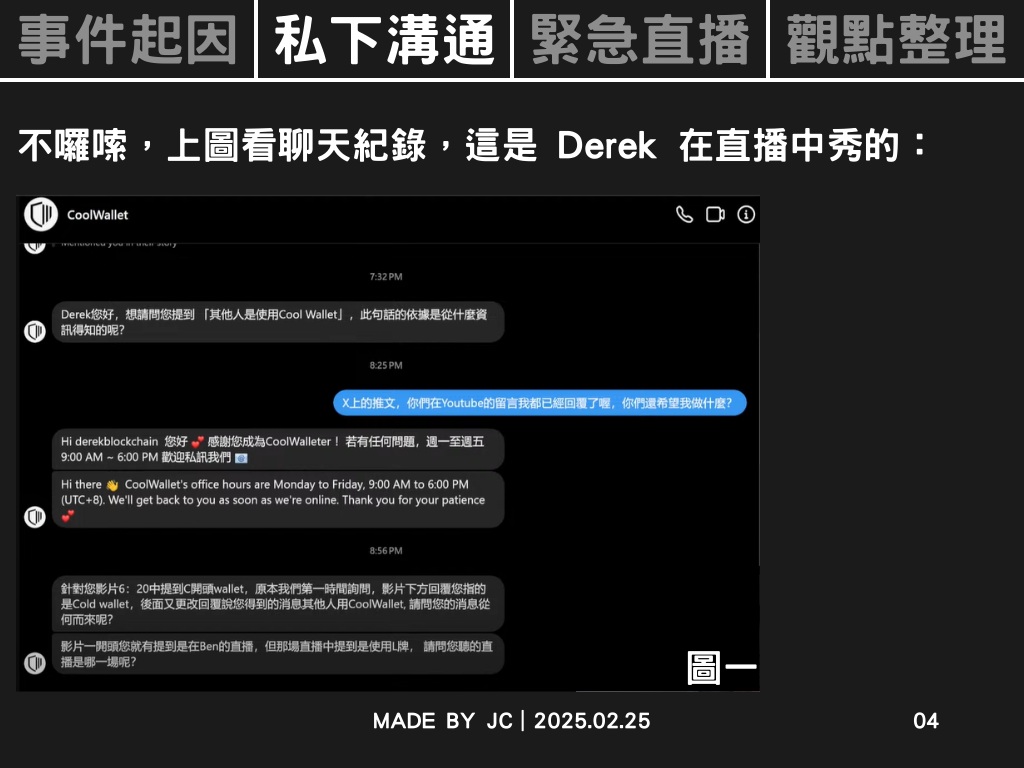 事件起因 私下溝通 緊急直播 觀點整理
不囉嗦，上圖看聊天紀錄，這是 Derek 在直播中秀的：
CoolWallet
Mentioned you in their story
7:32 PM
Derek您好，想請問您提到 「其他人是使用Cool Wallet」，此句話的依據是從什麼資
訊得知的呢?
8:25 PM
X上的推文，你們在Youtube的留言我都已經回覆了喔，你們還希望我做什麼?
Hi derekblockchain 您好 💕 感謝您成為CoolWalleter！ 若有任何問題，週一至週五
9:00 AM ~ 6:00 PM 歡迎私訊我們 📧
Hi there 👋 CoolWallet's office hours are Monday to Friday, 9:00 AM to 6:00 PM
(UTC+8). We'll get back to you as soon as we're online. Thank you for your patience
💕
8:56 PM
針對您影片6：20中提到C開頭wallet，原本我們第一時間詢問，影片下方回覆您指的
是Cold wallet，後面又更改回覆說您得到的消息其他人用CoolWallet, 請問您的消息從
何而來呢?
影片一開頭您就有提到是在Ben的直播，但那場直播中提到是使用L牌， 請問您聽的直
播是哪一場呢?
圖一
MADE BY JC | 2025.02.25
04